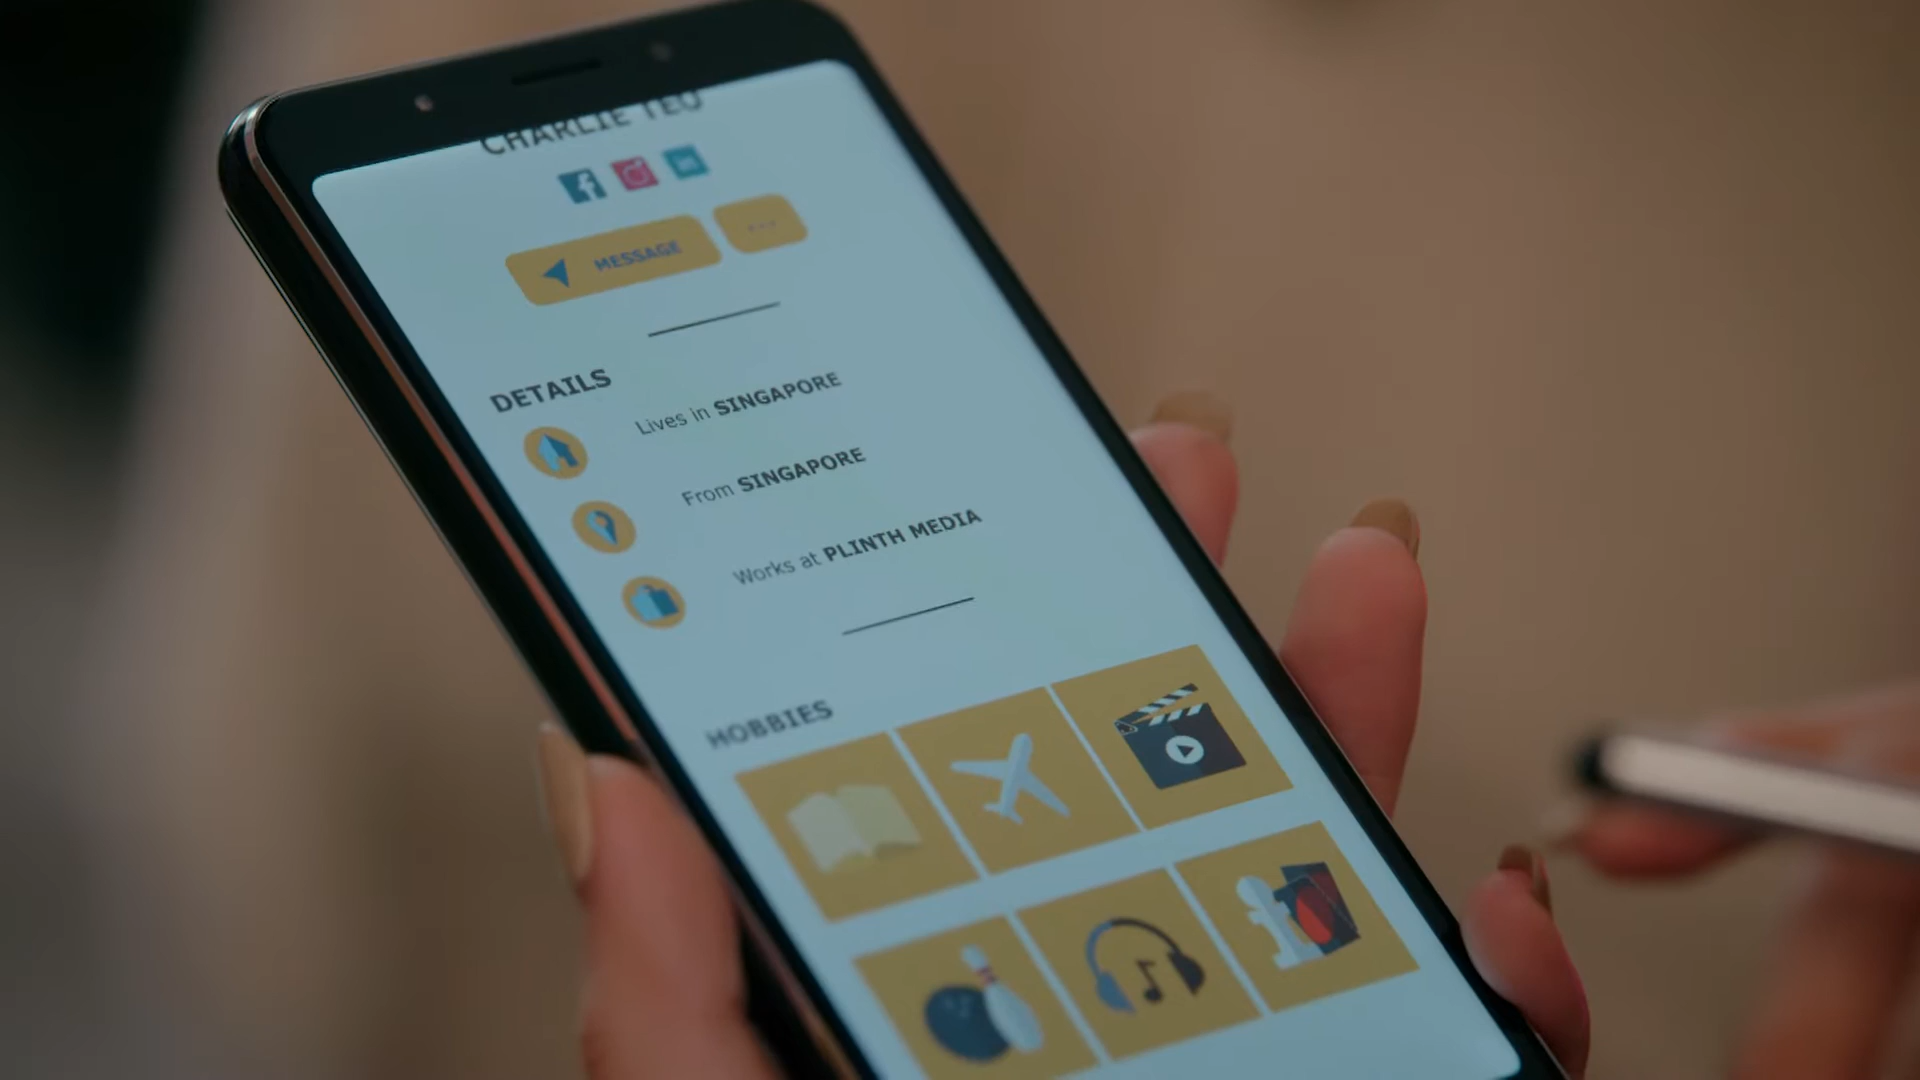 CHARLIE TEO
MESSAGE
DETAILS
Lives in SINGAPORE
From SINGAPORE
Works at PLINTH MEDIA
HOBBIES